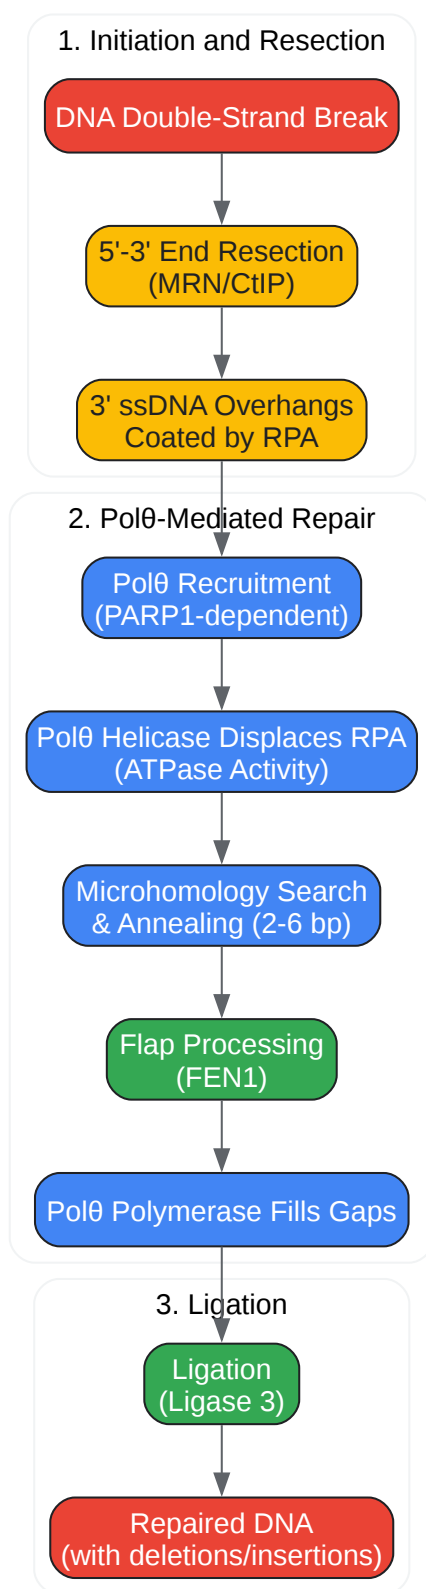 1. Initiation and Resection
DNA Double-Strand Break
5'-3' End Resection
(MRN/CtIP)
3' ssDNA Overhangs
Coated by RPA
2. Polθ-Mediated Repair
Polθ Recruitment
(PARP1-dependent)
Polθ Helicase Displaces RPA
(ATPase Activity)
Microhomology Search
& Annealing (2-6 bp)
Flap Processing
(FEN1)
Polθ Polymerase Fills Gaps
3. Ligation
Ligation
(Ligase 3)
Repaired DNA
(with deletions/insertions)